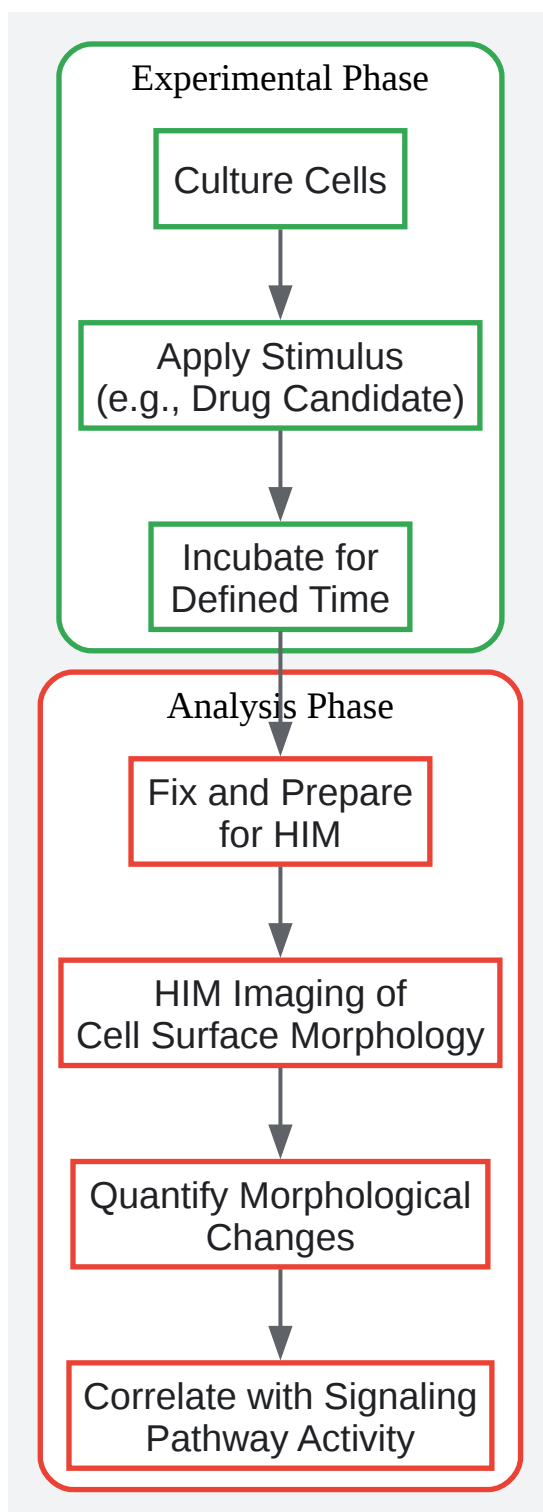 Experimental Phase
Culture Cells
Apply Stimulus
(e.g., Drug Candidate)
Incubate for
Defined Time
Analysis Phase
Fix and Prepare
for HIM
HIM Imaging of
Cell Surface Morphology
Quantify Morphological
Changes
Correlate with Signaling
Pathway Activity